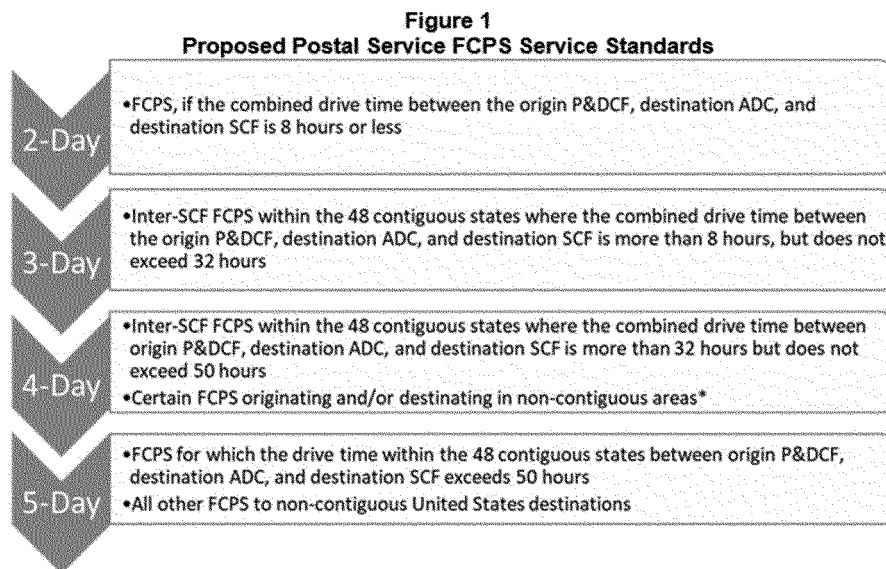 Figure 1
Proposed Postal Service FCPS Service Standards
2-Day
•FCPS, if the combined drive time between the origin P&DCF, destination ADC, and
destination SCF is 8 hours or less
3-Day
•Inter-SCF FCPS within the 48 contiguous states where the combined drive time between
the origin P&DCF, destination ADC, and destination SCF is more than 8 hours, but does not
exceed 32 hours
4-Day
•Inter-SCF FCPS within the 48 contiguous states where the combined drive time between
origin P&DCF, destination ADC, and destination SCF is more than 32 hours but does not
exceed 50 hours
•Certain FCPS originating and/or destinating in non-contiguous areas*
5-Day
•FCPS for which the drive time within the 48 contiguous states between origin P&DCF,
destination ADC, and destination SCF exceeds 50 hours
•All other FCPS to non-contiguous United States destinations